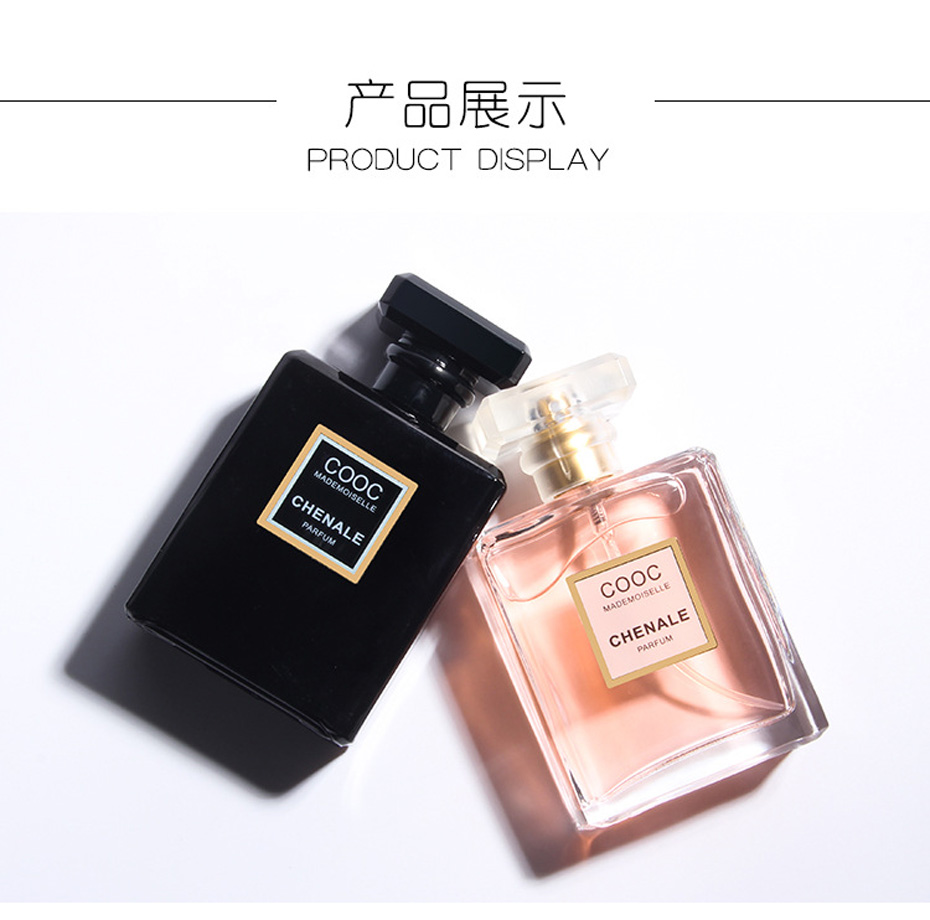 产品展示
PRODUCT DISPLAY
COOC
MADEMOISELLE
CHENALE
PARFUM
COOC
MADEMOISELLE
CHENALE
PARFUM